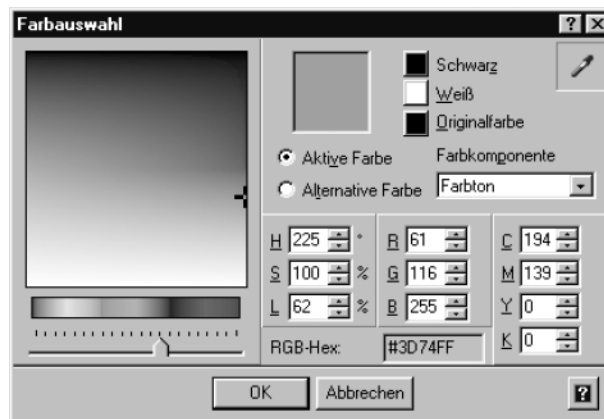 Farbauswahl
Schwarz
Weiß
Originalfarbe
Aktive Farbe
Alternative Farbe
Farbkomponente
Farbton
H 225 °
S 100 %
L 62 %
R 61
G 116
B 255
RGB-Hex: #3D74FF
C 194
M 139
Y 0
K 0
OK
Abbrechen